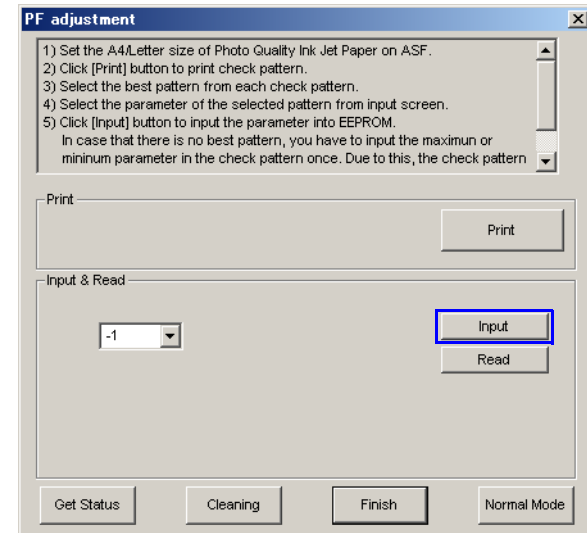 PF adjustment
1) Set the A4/Letter size of Photo Quality Ink Jet Paper on ASF.
2) Click [Print] button to print check pattern.
3) Select the best pattern from each check pattern.
4) Select the parameter of the selected pattern from input screen.
5) Click [Input] button to input the parameter into EEPROM.
In case that there is no best pattern, you have to input the maximun or
mininum parameter in the check pattern once. Due to this, the check pattern
Print
Print
Input & Read
-1
Input
Read
Get Status
Cleaning
Finish
Normal Mode